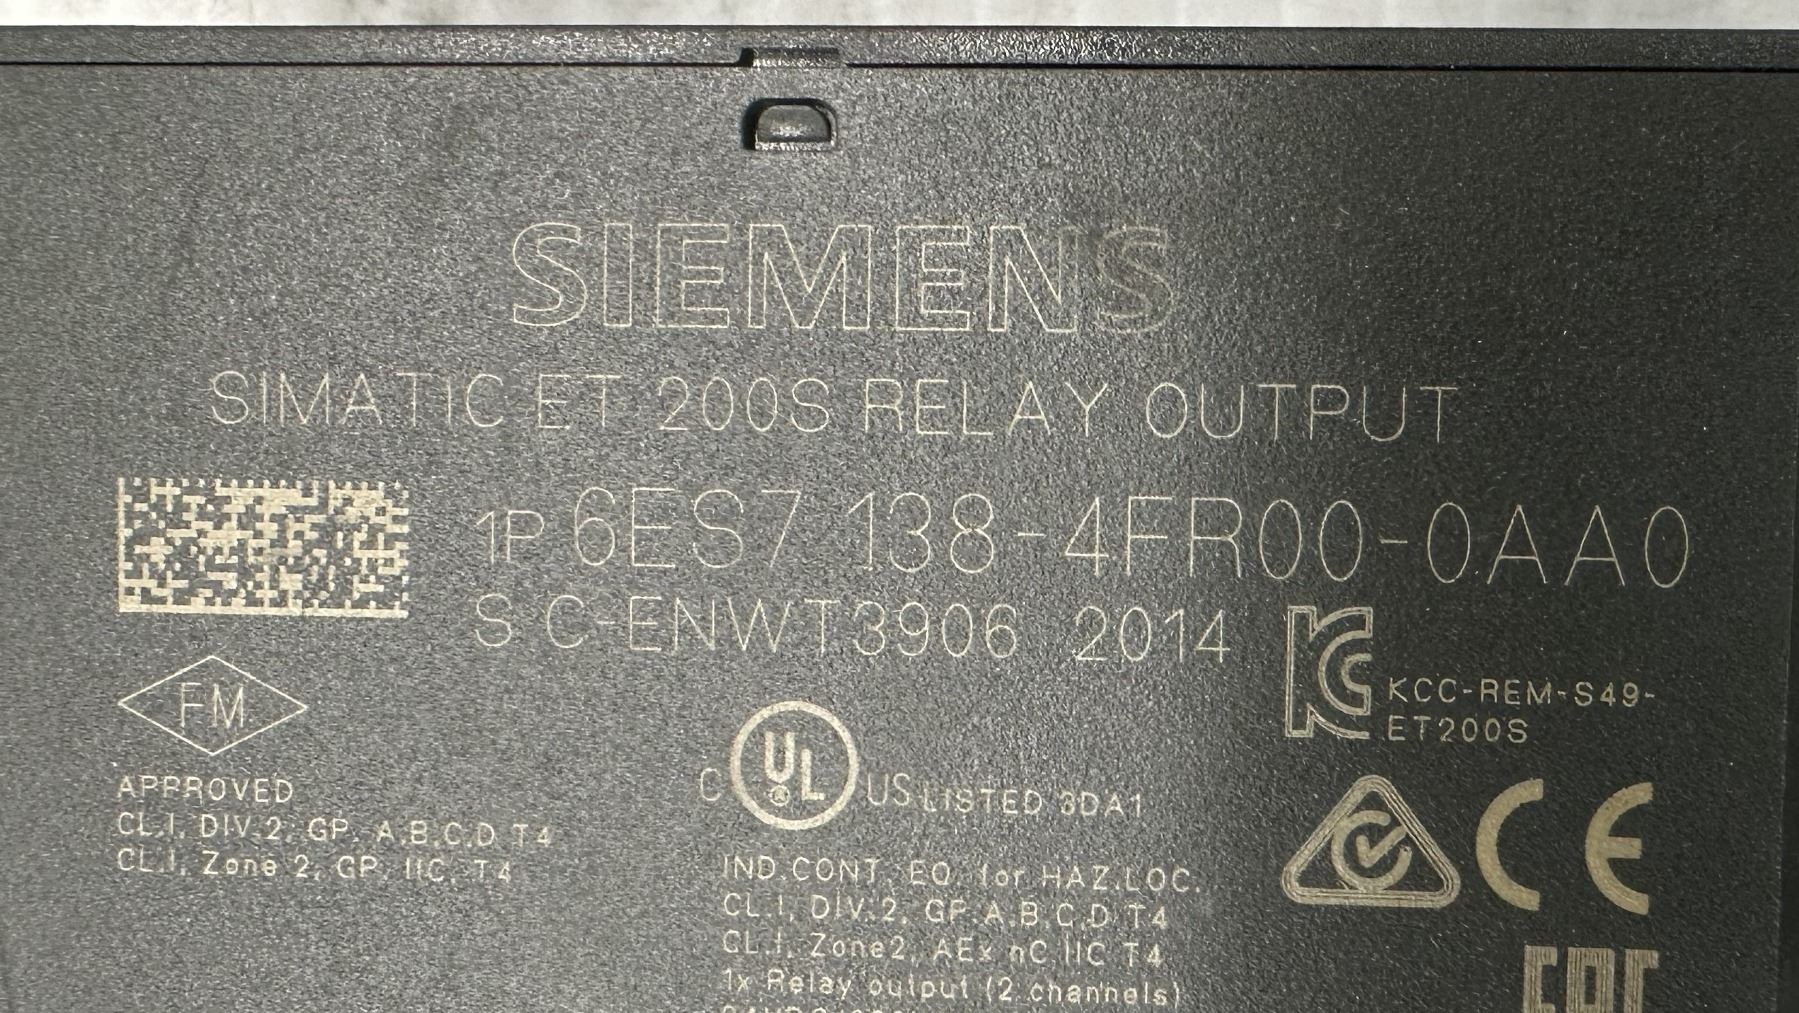 SIEMENS
SIMATIC ET 200S RELAY OUTPUT
1P 6ES7 138-4FR00-0AA0
S C-ENWT3906 2014
KCC-REM-S49-
ET200S
FM
APPROVED
CL.I, DIV.2, GP. A,B,C,D T4
CL.I, Zone 2, GP. IIC, T4
C UL US LISTED 3DA1
IND.CONT. EQ. for HAZ.LOC.
CL.I, DIV.2, GP.A,B,C,D T4
CL.I, Zone2, AEx nC IIC T4
1x Relay output (2 channels)
CE
EAC